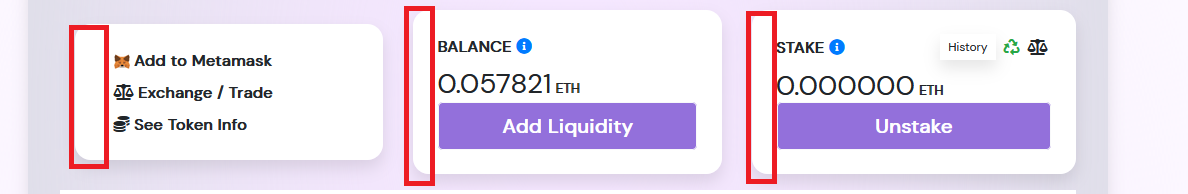 Add to Metamask
Exchange / Trade
See Token Info
BALANCE
0.057821 ETH
Add Liquidity
STAKE
History
0.000000 ETH
Unstake